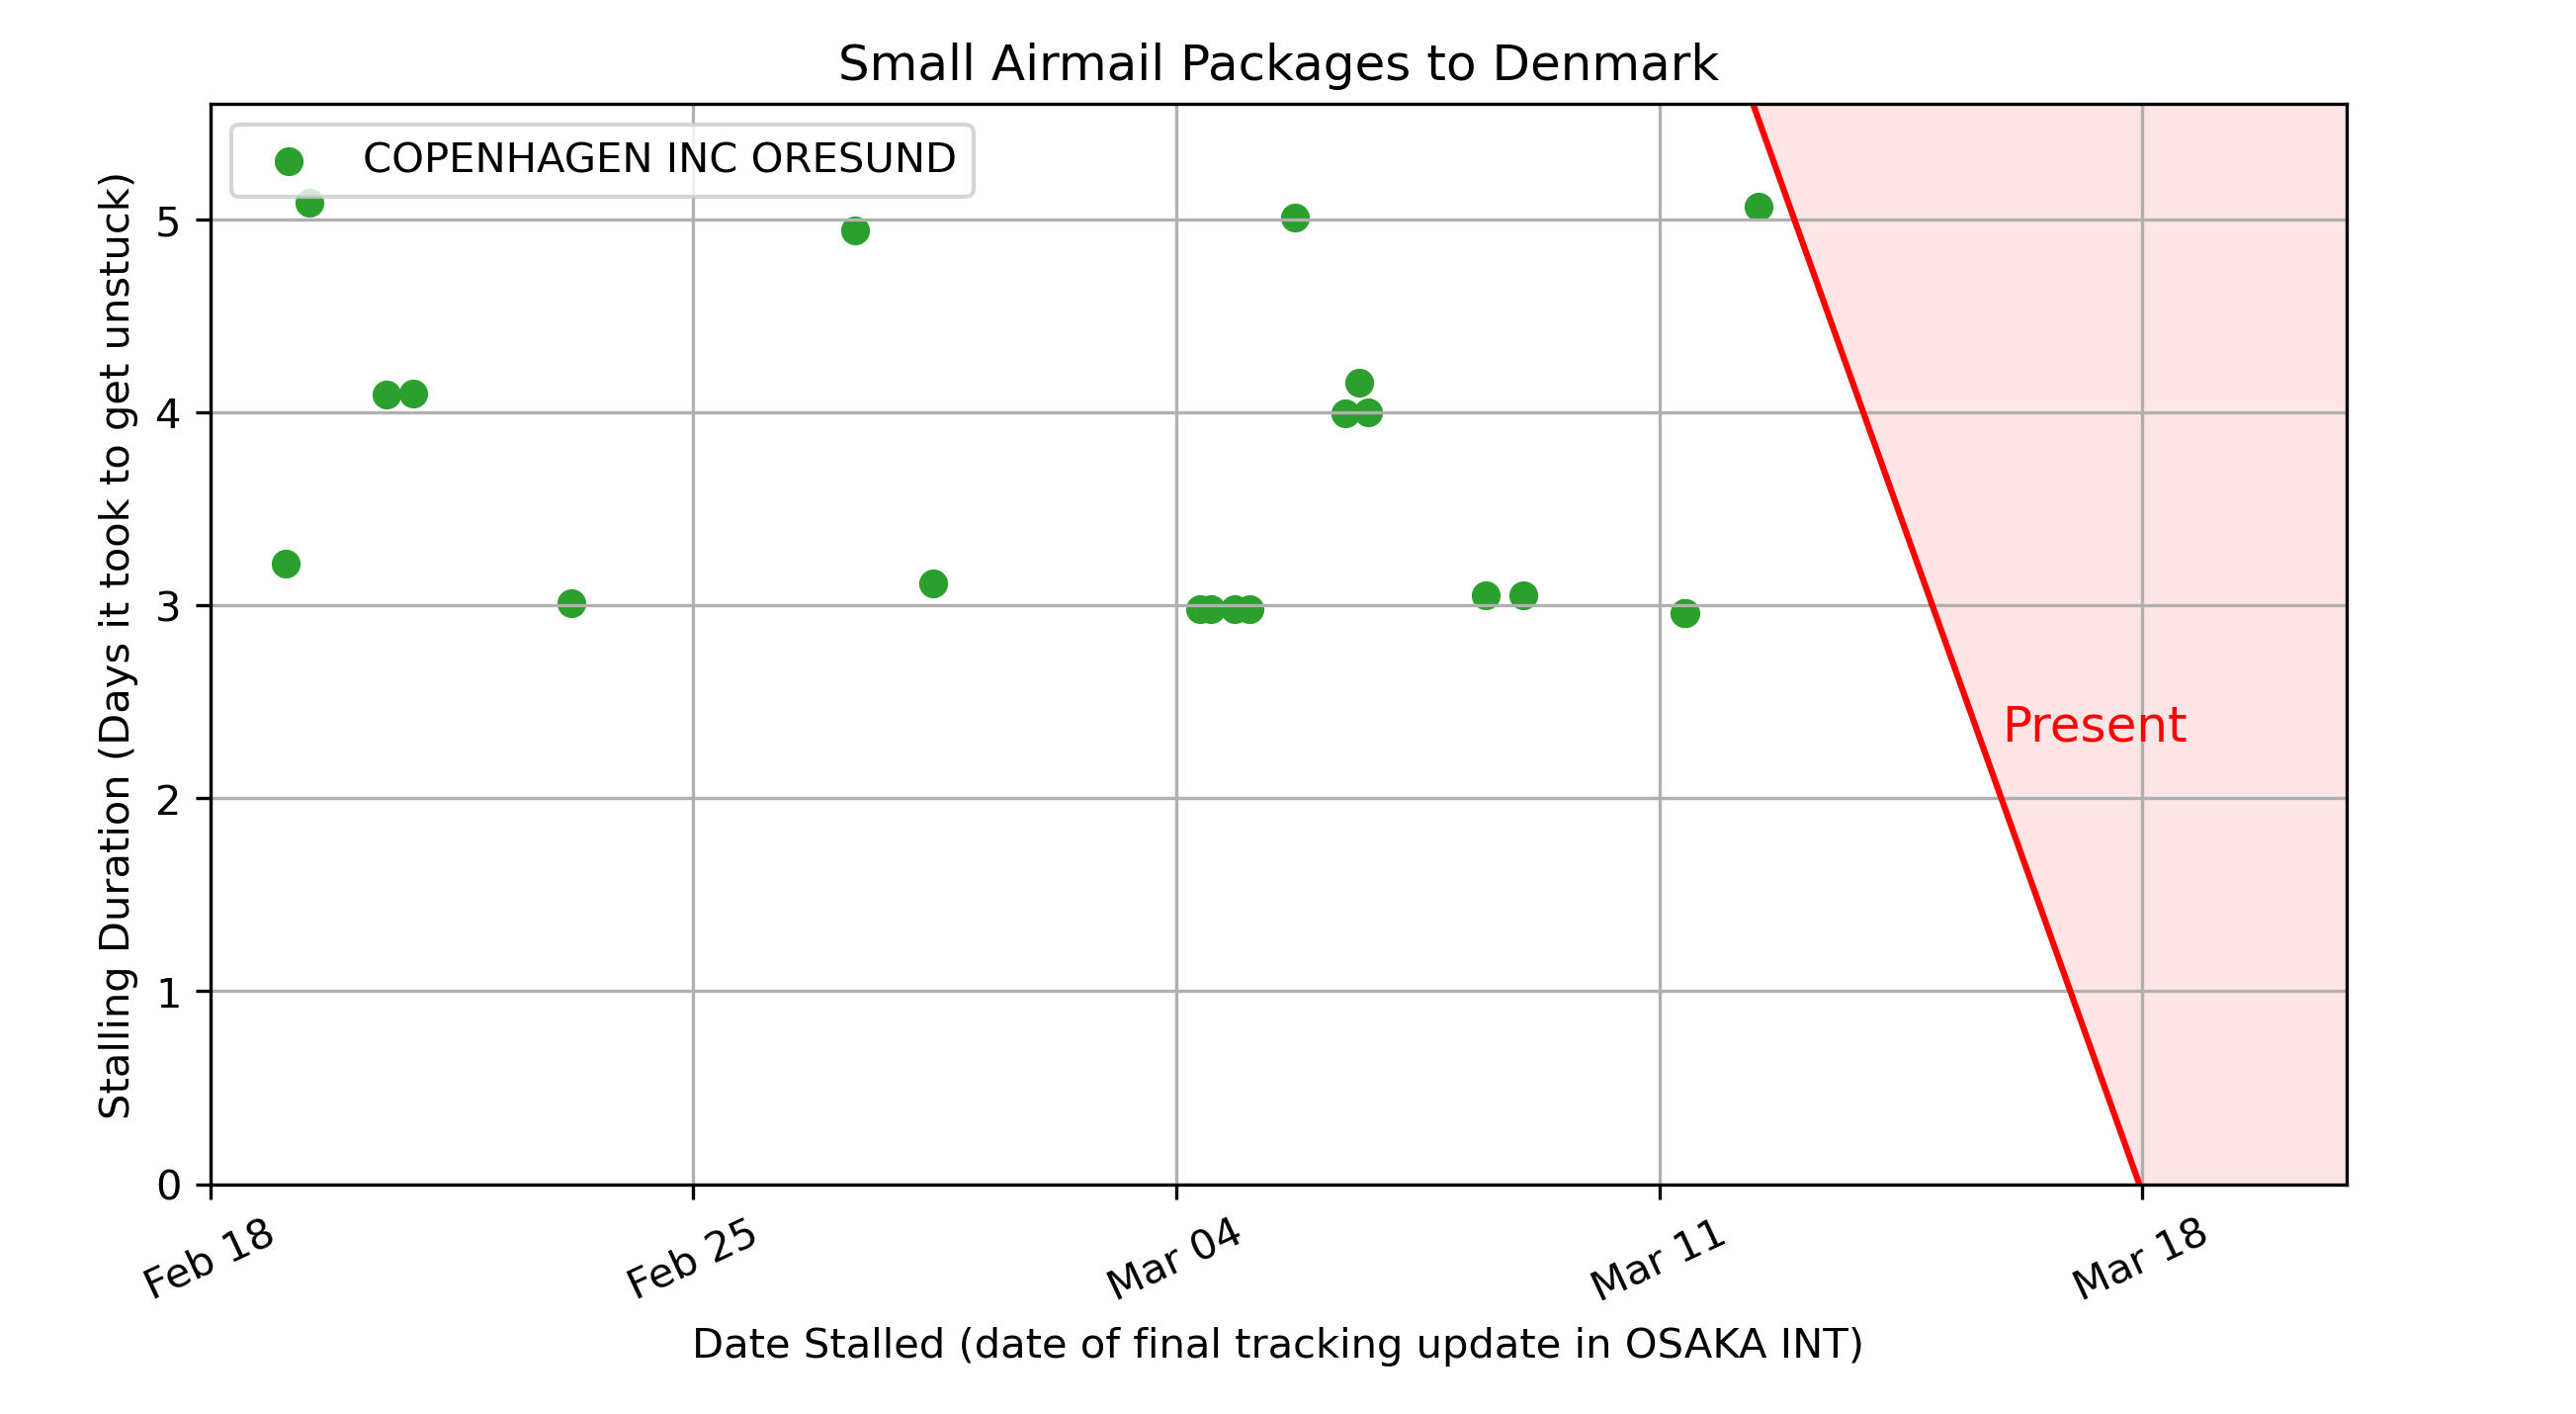 Small Airmail Packages to Denmark
COPENHAGEN INC ORESUND
Stalling Duration (Days it took to get unstuck)
5
4
3
2
1
0
Present
Feb 18
Feb 25
Mar 04
Mar 11
Mar 18
Date Stalled (date of final tracking update in OSAKA INT)